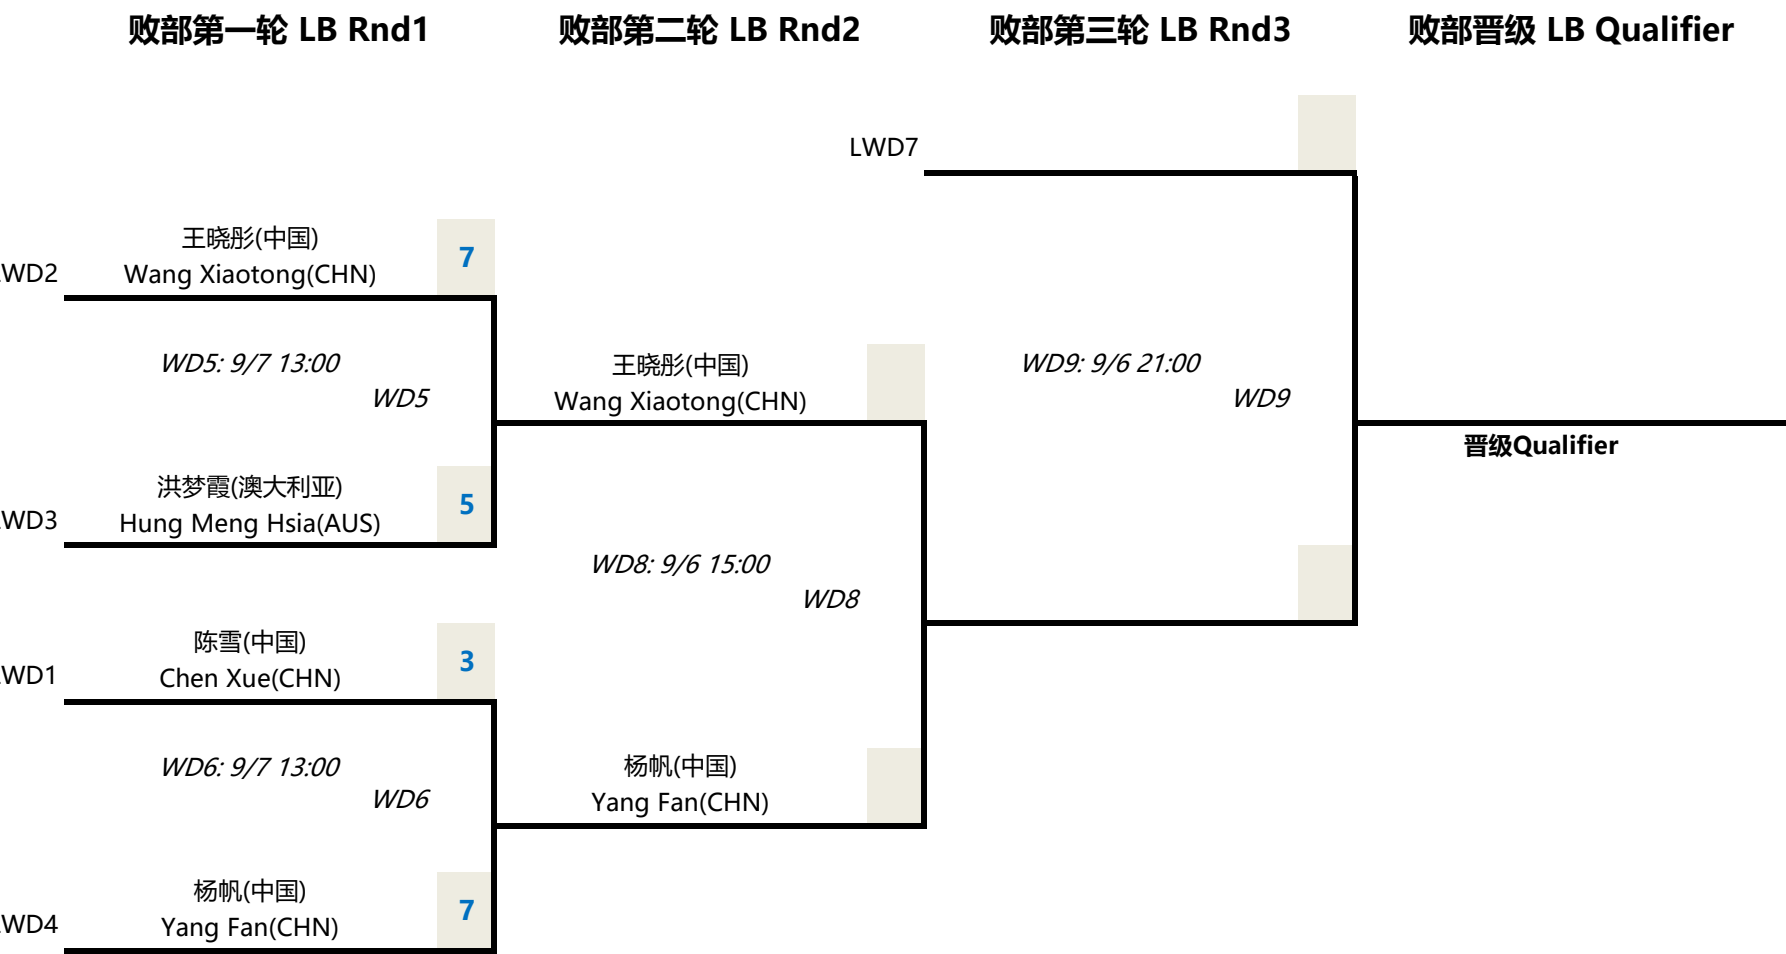 败部第一轮 LB Rnd1
败部第二轮 LB Rnd2
败部第三轮 LB Rnd3
败部晋级 LB Qualifier
LWD7
王晓彤(中国)
7
WD2
Wang Xiaotong(CHN)
WD5: 9/7 13:00
WD5
王晓彤(中国)
Wang Xiaotong(CHN)
WD9: 9/6 21:00
WD9
晋级Qualifier
洪梦霞(澳大利亚)
5
WD3
Hung Meng Hsia(AUS)
WD8: 9/6 15:00
WD8
陈雪(中国)
3
WD1
Chen Xue(CHN)
WD6: 9/7 13:00
WD6
杨帆(中国)
Yang Fan(CHN)
杨帆(中国)
7
WD4
Yang Fan(CHN)